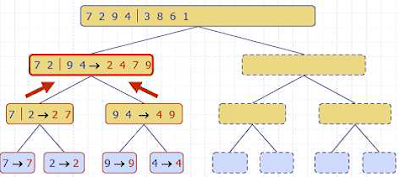 7 2 9 4 | 3 8 6 1
7 2 | 9 4 → 2 4 7 9
7 | 2 → 2 7
9 4 → 4 9
7 → 7
2 → 2
9 → 9
4 → 4